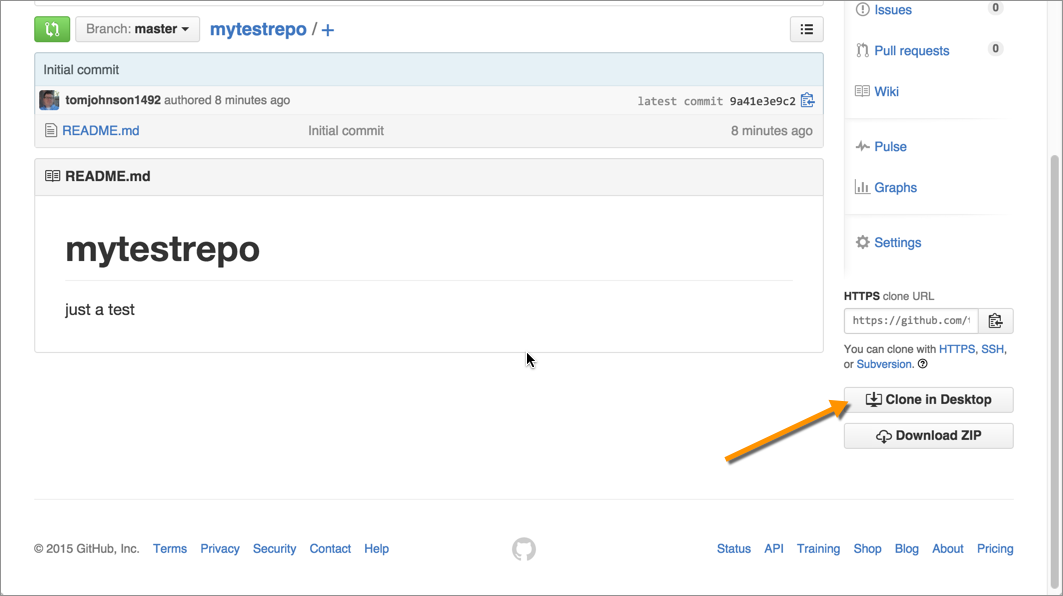 Branch: master
mytestrepo / +
Initial commit
tomjohnson1492 authored 8 minutes ago
latest commit 9a41e3e9c2
README.md Initial commit 8 minutes ago
README.md
mytestrepo
just a test
Issues 0
Pull requests 0
Wiki
Pulse
Graphs
Settings
HTTPS clone URL
https://github.com/
You can clone with HTTPS, SSH,
or Subversion.
Clone in Desktop
Download ZIP
© 2015 GitHub, Inc. Terms Privacy Security Contact Help
Status API Training Shop Blog About Pricing